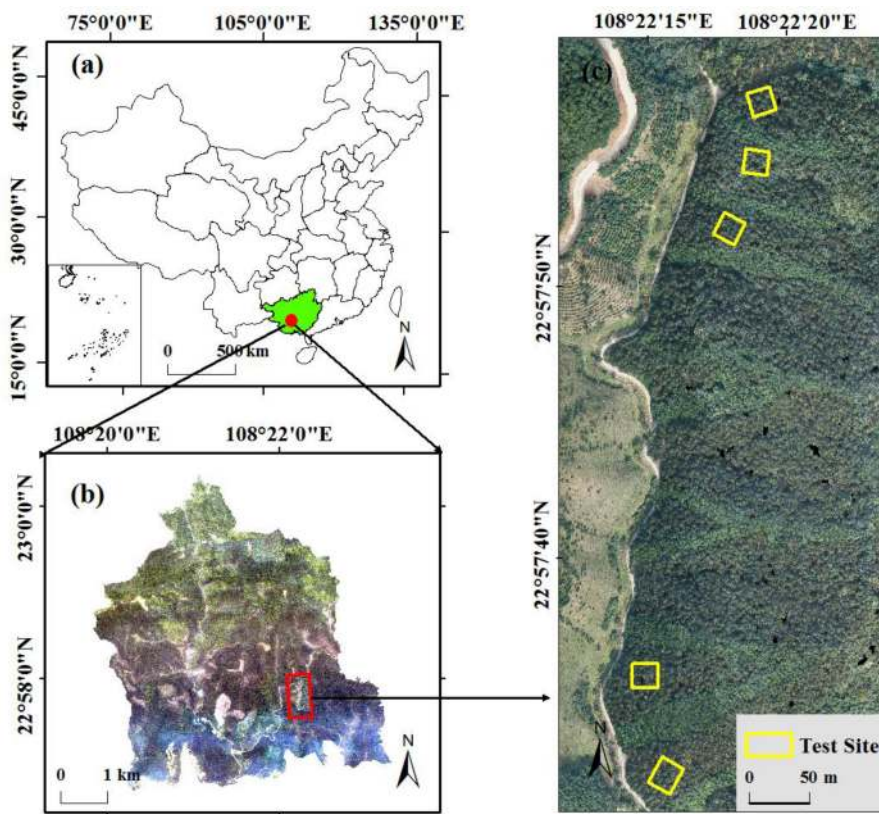 75°0'0"E 105°0'0"E 135°0'0"E
(a)
45°0'0"N
30°0'0"N
15°0'0"N
N
0 500 km
108°20'0"E 108°22'0"E
(b)
23°0'0"N
22°58'0"N
N
0 1 km
108°22'15"E 108°22'20"E
(c)
22°57'50"N
22°57'40"N
N
Test Site
0 50 m